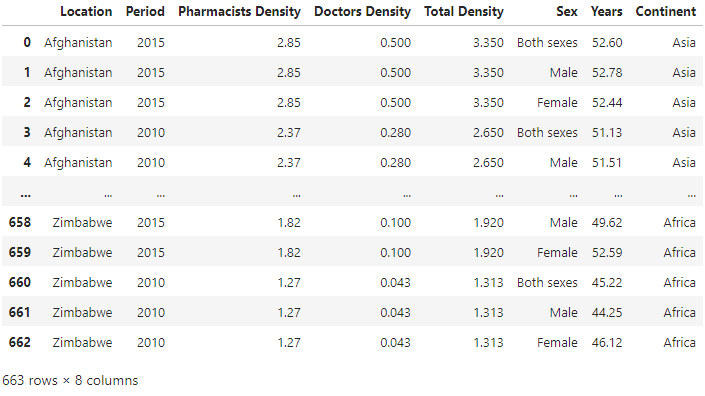 Location Period Pharmacists Density Doctors Density Total Density Sex Years Continent
0 Afghanistan 2015 2.85 0.500 3.350 Both sexes 52.60 Asia
1 Afghanistan 2015 2.85 0.500 3.350 Male 52.78 Asia
2 Afghanistan 2015 2.85 0.500 3.350 Female 52.44 Asia
3 Afghanistan 2010 2.37 0.280 2.650 Both sexes 51.13 Asia
4 Afghanistan 2010 2.37 0.280 2.650 Male 51.51 Asia
... ... ... ... ... ... ... ... ...
658 Zimbabwe 2015 1.82 0.100 1.920 Male 49.62 Africa
659 Zimbabwe 2015 1.82 0.100 1.920 Female 52.59 Africa
660 Zimbabwe 2010 1.27 0.043 1.313 Both sexes 45.22 Africa
661 Zimbabwe 2010 1.27 0.043 1.313 Male 44.25 Africa
662 Zimbabwe 2010 1.27 0.043 1.313 Female 46.12 Africa
663 rows × 8 columns